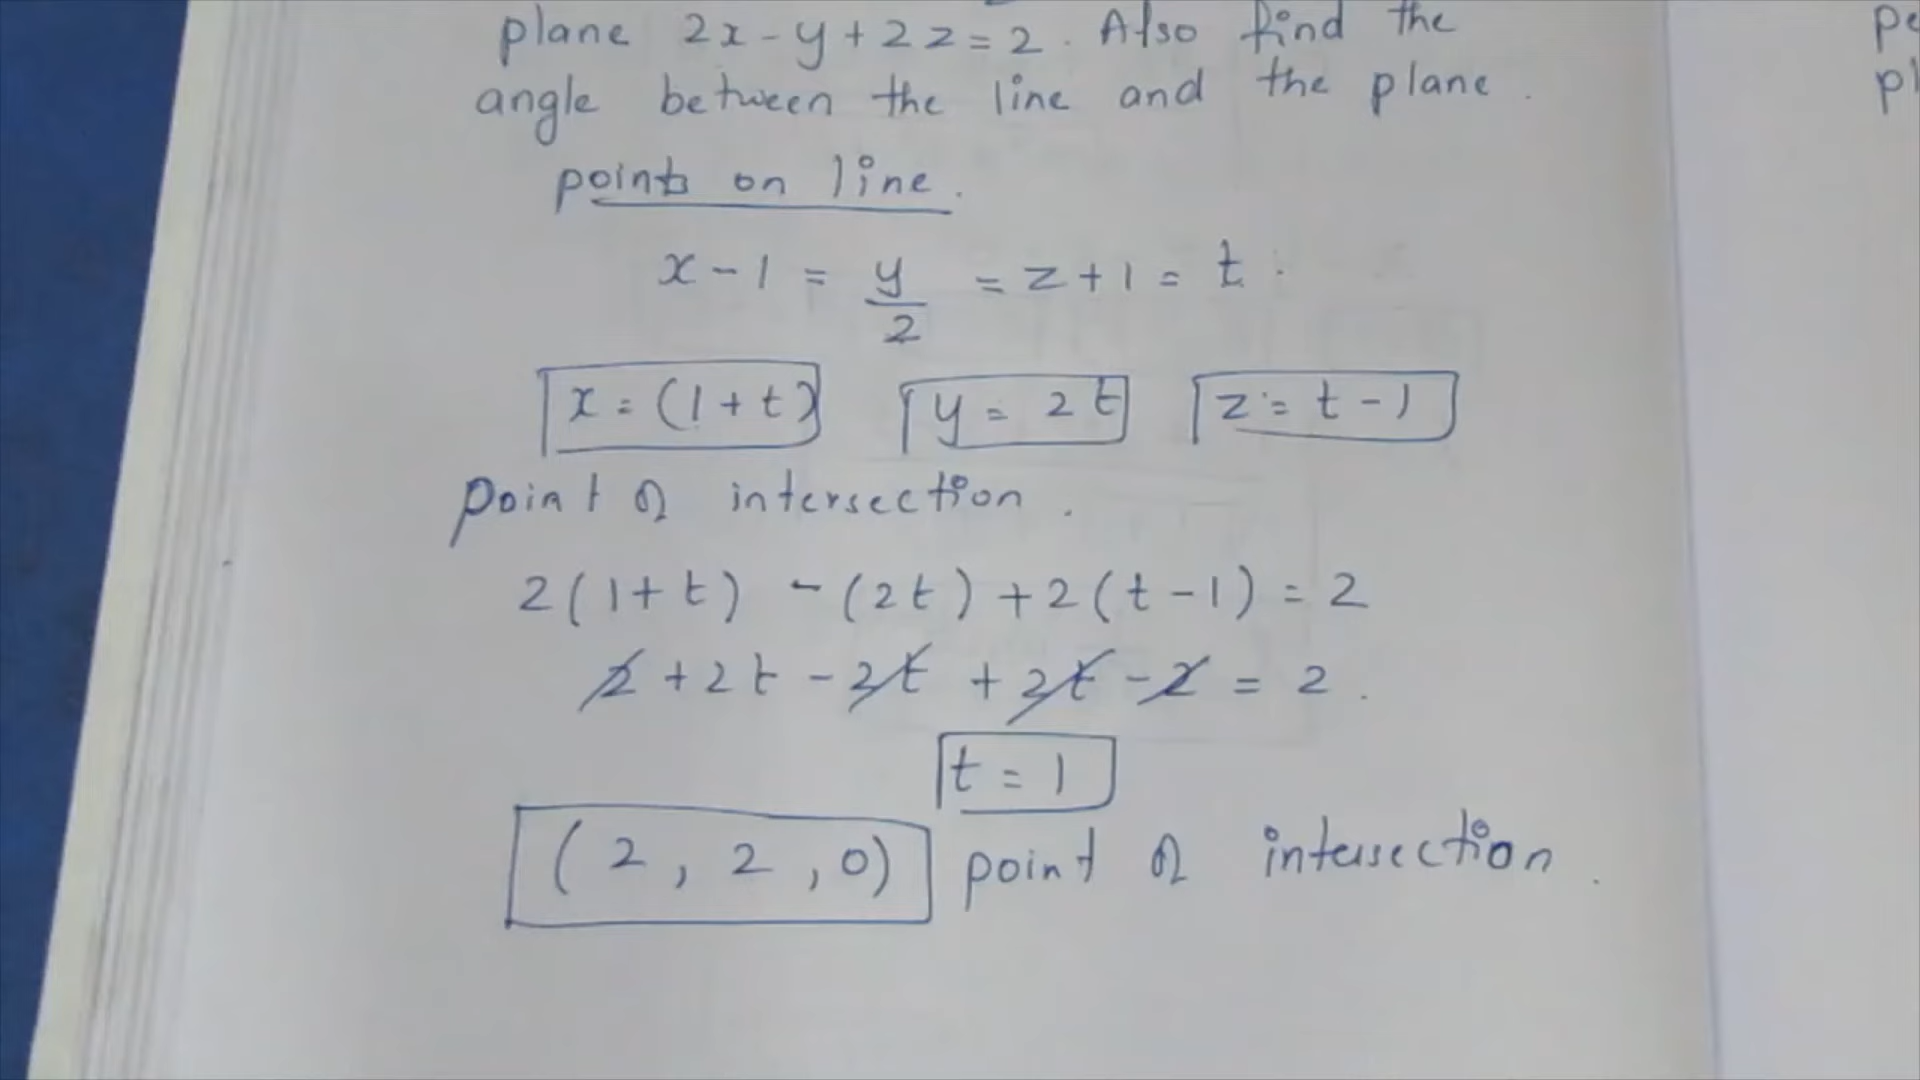 plane 2x - y + 2z = 2. Also find the
angle between the line and the plane.
points on line.
x - 1 = y/2 = z + 1 = t.
x = (1 + t) y = 2t z = t - 1
point of intersection.
2(1 + t) - (2t) + 2(t - 1) = 2
2 + 2t - 2t + 2t - 2 = 2.
t = 1
(2, 2, 0) point of intersection.
pe
pl